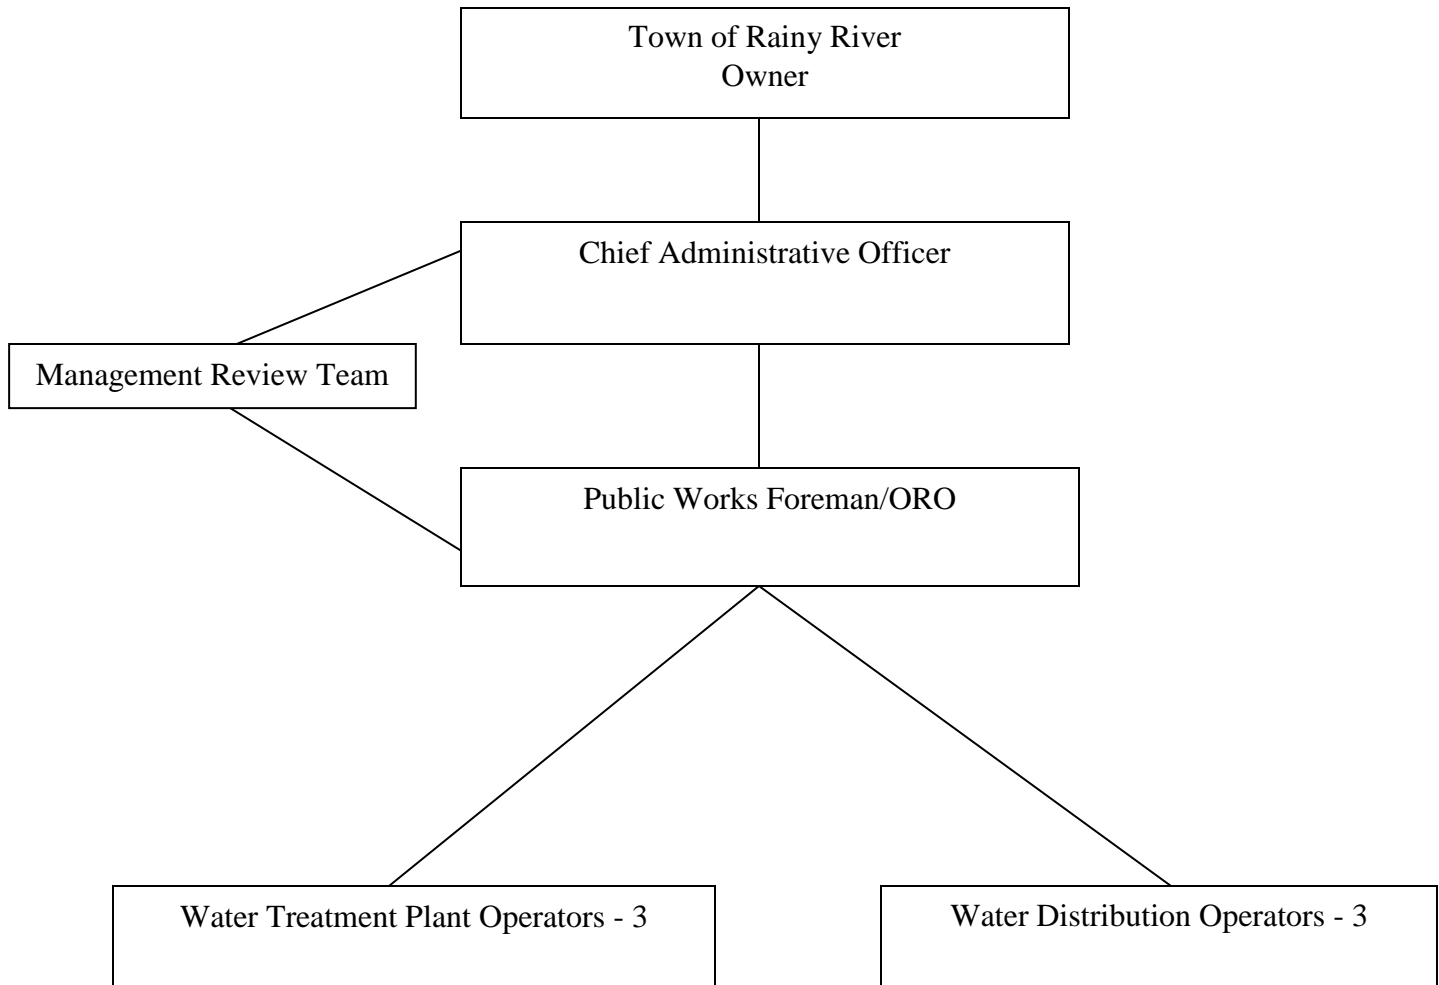 Town of Rainy River
Owner
Chief Administrative Officer
Management Review Team
Public Works Foreman/ORO
Water Treatment Plant Operators - 3
Water Distribution Operators - 3